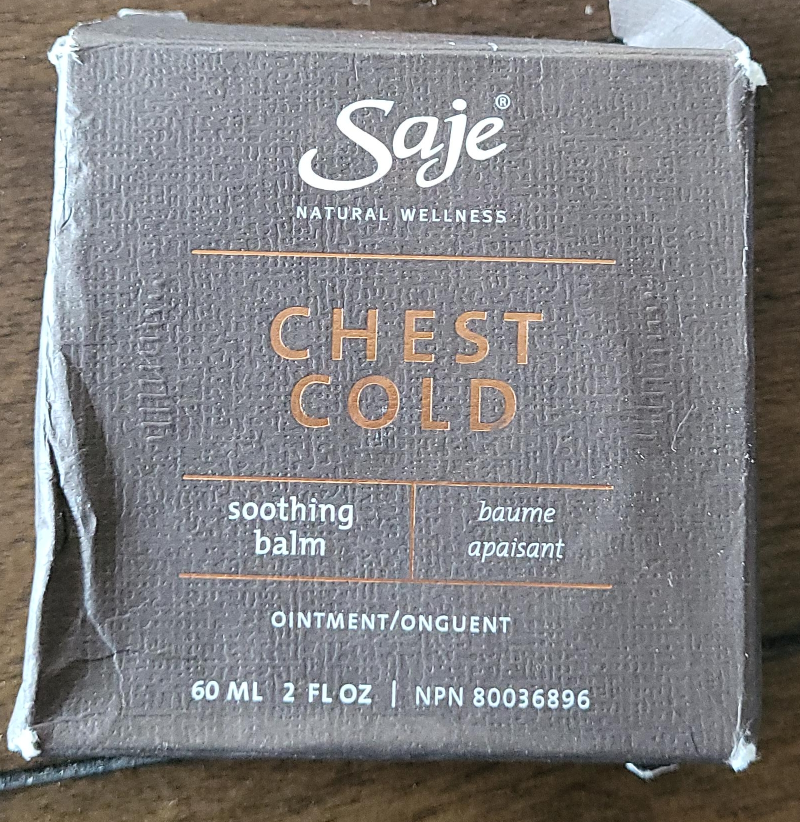 Saje®
NATURAL WELLNESS
CHEST
COLD
soothing
balm
baume
apaisant
OINTMENT/ONGUENT
60 ML 2 FL OZ | NPN 80036896